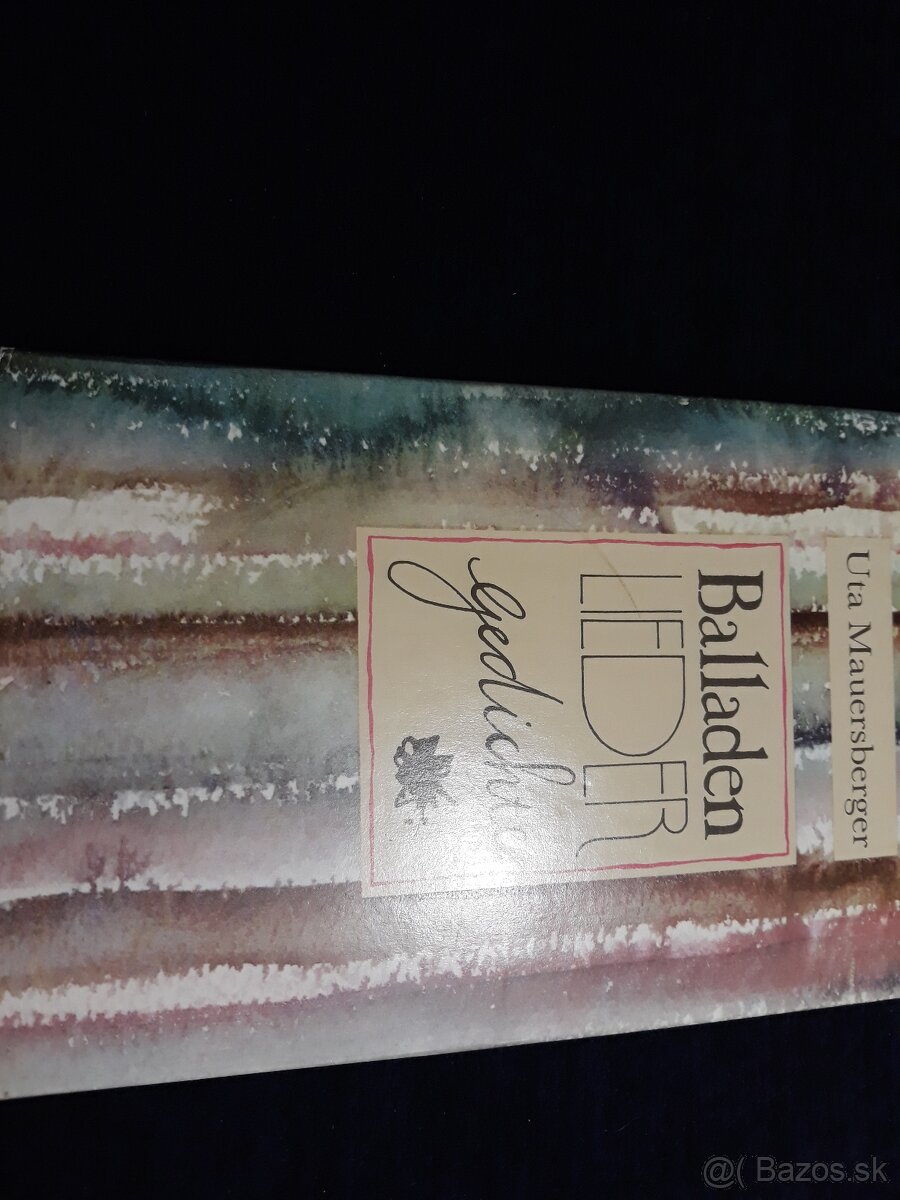 Uta Mauersberger
Balladen
LIEDER
gedichte
@( Bazos.sk